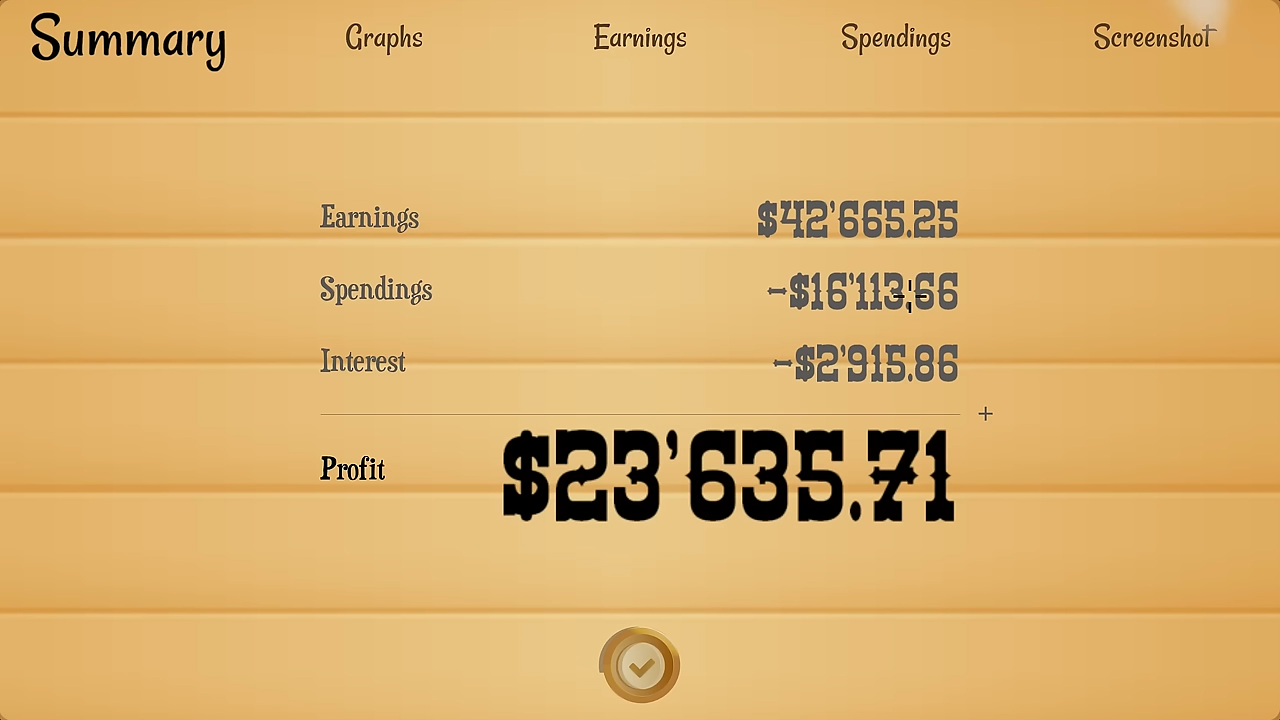 Summary Graphs Earnings Spendings Screenshot
Earnings $42'665.25
Spendings -$16'113.66
Interest -$2'915.86
Profit $23'635.71